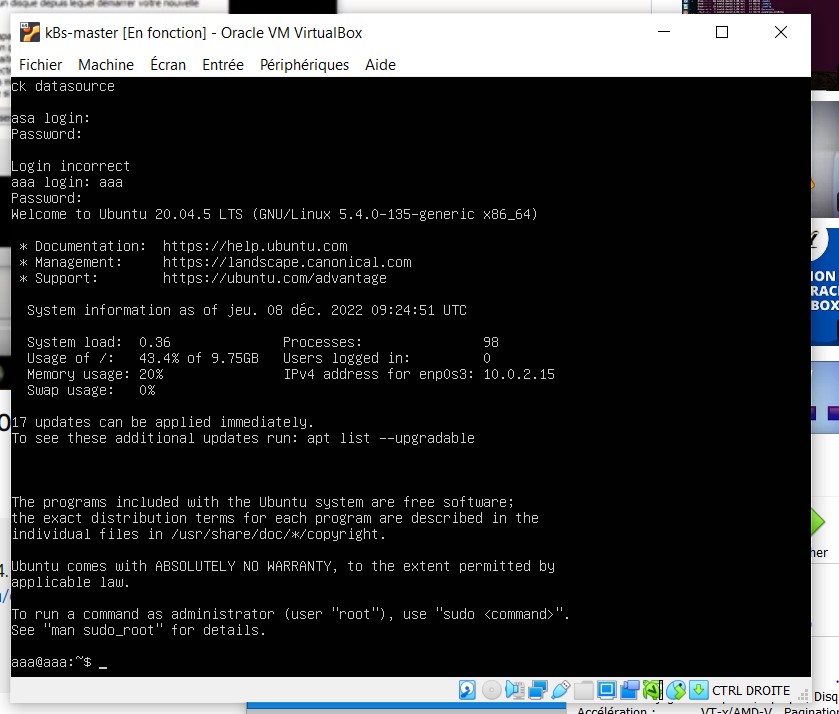 un disque depuis lequel démarrer votre nouvelle
kBs-master [En fonction] - Oracle VM VirtualBox
Fichier Machine Écran Entrée Périphériques Aide
ck datasource
asa login:
Password:
Login incorrect
aaa login: aaa
Password:
Welcome to Ubuntu 20.04.5 LTS (GNU/Linux 5.4.0-135-generic x86_64)
* Documentation: https://help.ubuntu.com
* Management: https://landscape.canonical.com
* Support: https://ubuntu.com/advantage
System information as of jeu. 08 déc. 2022 09:24:51 UTC
System load: 0.36 Processes: 98
Usage of /: 43.4% of 9.75GB Users logged in: 0
Memory usage: 20% IPv4 address for enp0s3: 10.0.2.15
Swap usage: 0%
17 updates can be applied immediately.
To see these additional updates run: apt list --upgradable
The programs included with the Ubuntu system are free software;
the exact distribution terms for each program are described in the
individual files in /usr/share/doc/*/copyright.
Ubuntu comes with ABSOLUTELY NO WARRANTY, to the extent permitted by
applicable law.
To run a command as administrator (user "root"), use "sudo <command>".
See "man sudo_root" for details.
aaa@aaa:~$ _
CTRL DROITE
Accélération : VT-x/AMD-V Pagination